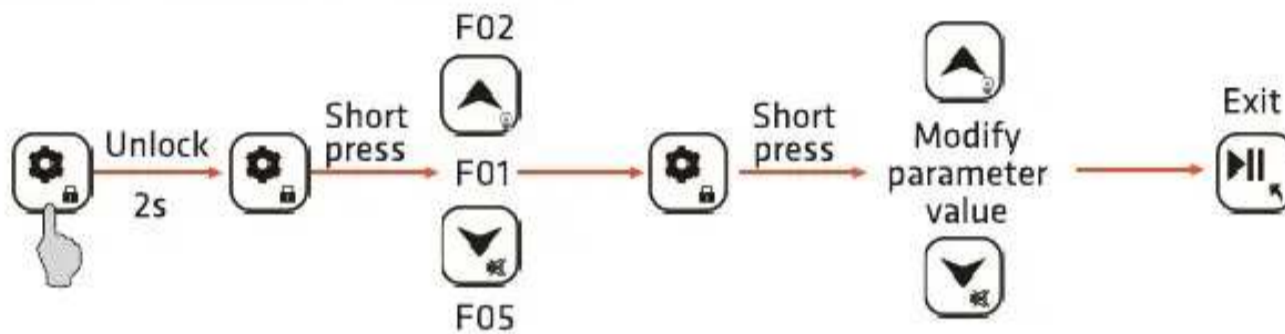 F02
Unlock
2s
Short
press
F01
F05
Short
press
Modify
parameter
value
Exit